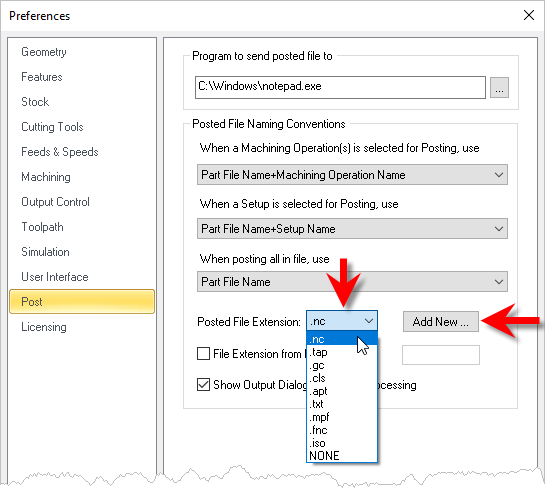 Preferences
Geometry
Features
Stock
Cutting Tools
Feeds & Speeds
Machining
Output Control
Toolpath
Simulation
User Interface
Post
Licensing
Program to send posted file to
C:\Windows\notepad.exe
...
Posted File Naming Conventions
When a Machining Operation(s) is selected for Posting, use
Part File Name+Machining Operation Name
When a Setup is selected for Posting, use
Part File Name+Setup Name
When posting all in file, use
Part File Name
Posted File Extension: .nc Add New ...
File Extension from
Show Output Dialog
.nc
.tap
.gc
.cls
.apt
.txt
.mpf
.fnc
.iso
NONE